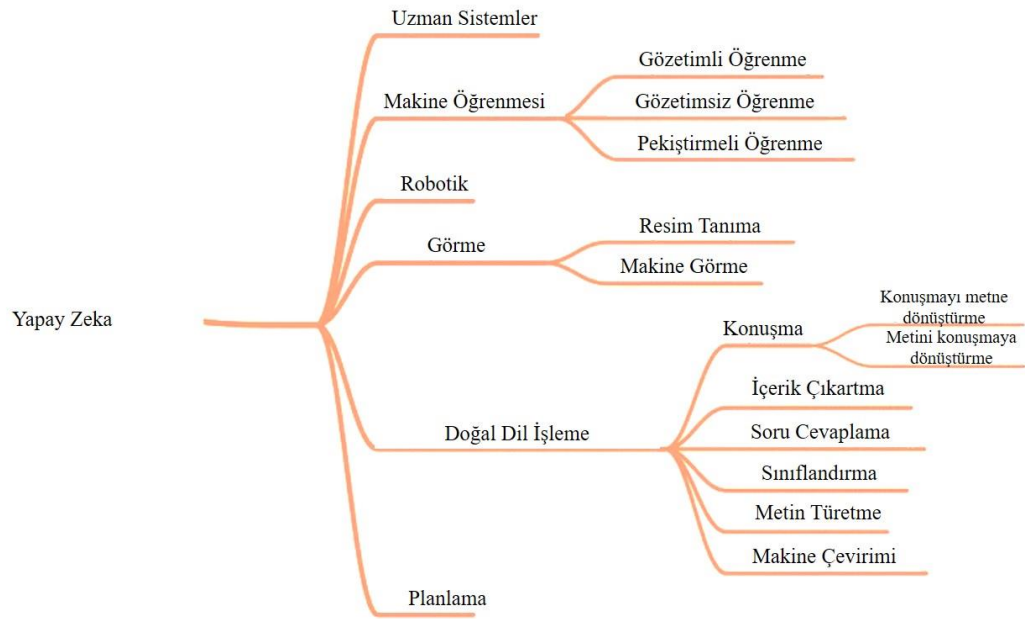 Yapay Zeka
Uzman Sistemler
Makine Öğrenmesi
Gözetimli Öğrenme
Gözetimsiz Öğrenme
Pekiştirmeli Öğrenme
Robotik
Görme
Resim Tanıma
Makine Görme
Doğal Dil İşleme
Konuşma
Konuşmayı metne
dönüştürme
Metini konuşmaya
dönüştürme
İçerik Çıkartma
Soru Cevaplama
Sınıflandırma
Metin Türetme
Makine Çevirimi
Planlama